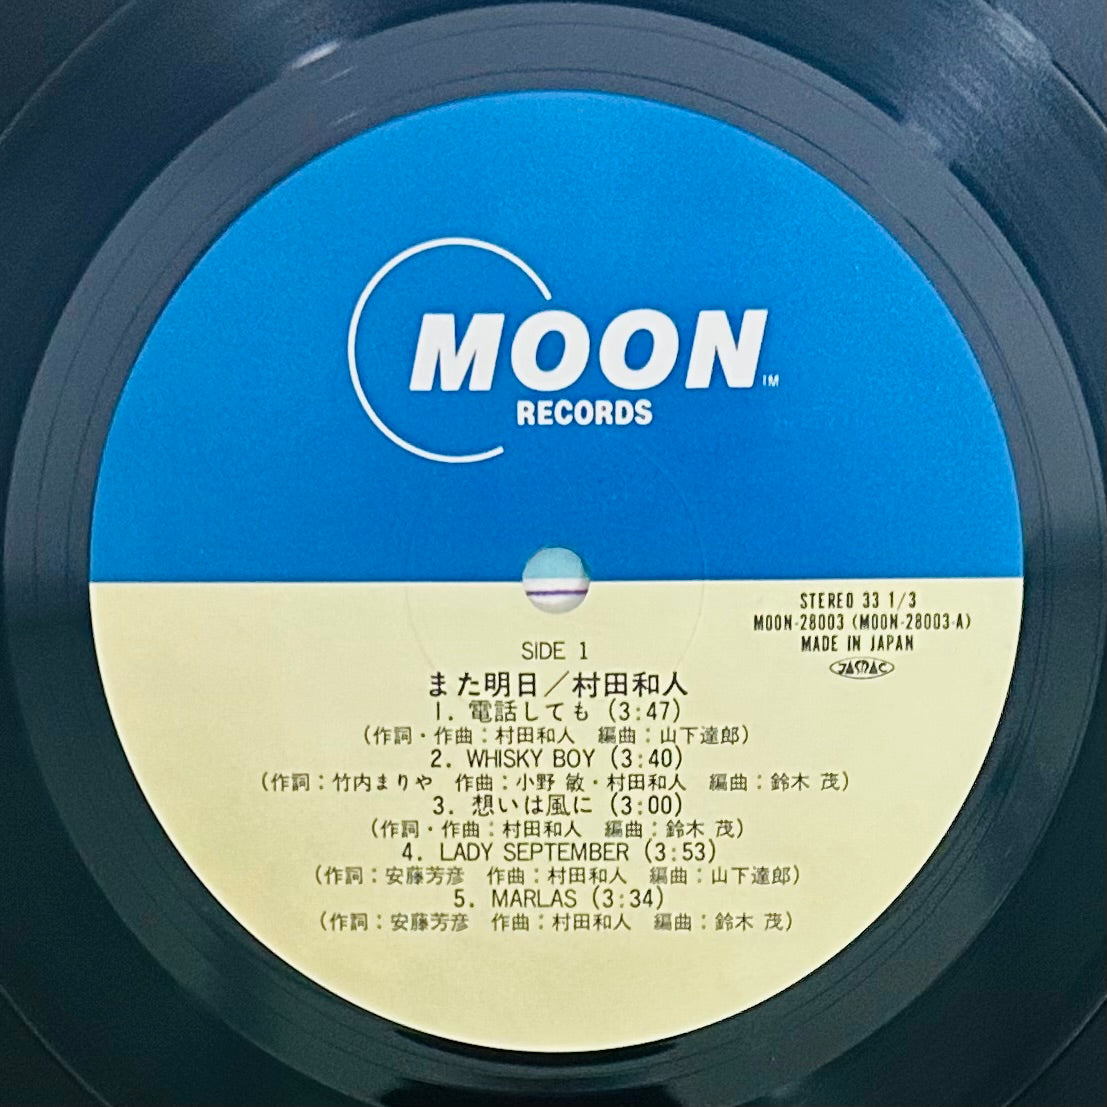 MOON TM
RECORDS
STEREO 33 1/3
MOON-28003 (MOON-28003-A)
MADE IN JAPAN
JASRAC
SIDE 1
また明日／村田和人
1. 電話しても (3:47)
(作詞・作曲：村田和人 編曲：山下達郎)
2. WHISKY BOY (3:40)
(作詞：竹内まりや 作曲：小野 敏・村田和人 編曲：鈴木 茂)
3. 想いは風に (3:00)
(作詞・作曲：村田和人 編曲：鈴木 茂)
4. LADY SEPTEMBER (3:53)
(作詞：安藤芳彦 作曲：村田和人 編曲：山下達郎)
5. MARLAS (3:34)
(作詞：安藤芳彦 作曲：村田和人 編曲：鈴木 茂)